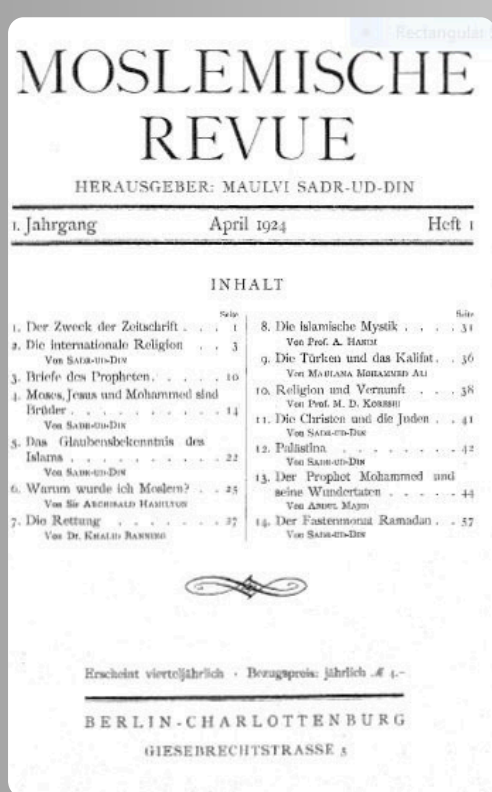 Rectangular
MOSLEMISCHE
REVUE
HERAUSGEBER: MAULVI SADR-UD-DIN
1. Jahrgang April 1924 Heft 1
INHALT
Seite
1. Der Zweck der Zeitschrift . . . 1
2. Die internationale Religion . . 3
Von SADR-UD-DIN
3. Briefe des Propheten. . . . . . 10
4. Moses, Jesus und Mohammed sind
Brüder . . . . . . . . . . . 14
Von SADR-UD-DIN
5. Das Glaubensbekenntnis des
Islams . . . . . . . . . . . 22
Von SADR-UD-DIN
6. Warum wurde ich Moslem? . . 25
Von Sir ARCHIBALD HAMILTON
7. Die Rettung . . . . . . . . 27
Von Dr. KHALID BANNING
Seite
8. Die islamische Mystik . . . . 31
Von Prof. A. HAKIM
9. Die Türken und das Kalifat. . 36
Von MAULANA MOHAMMED ALI
10. Religion und Vernunft . . . . 38
Von Prof. M. D.
11. Die Christen und die Juden . . 41
Von SADR-UD-DIN
12. Palästina . . . . . . . . . 42
Von SADR-UD-DIN
13. Der Prophet Mohammed und
seine Wundertaten . . . . . 44
Von ABDUL MAJID
14. Der Fastenmonat Ramadan . . 57
Von SADR-UD-DIN
Erscheint vierteljährlich · Bezugspreis: jährlich ℳ 4.–
BERLIN-CHARLOTTENBURG
GIESEBRECHTSTRASSE 5